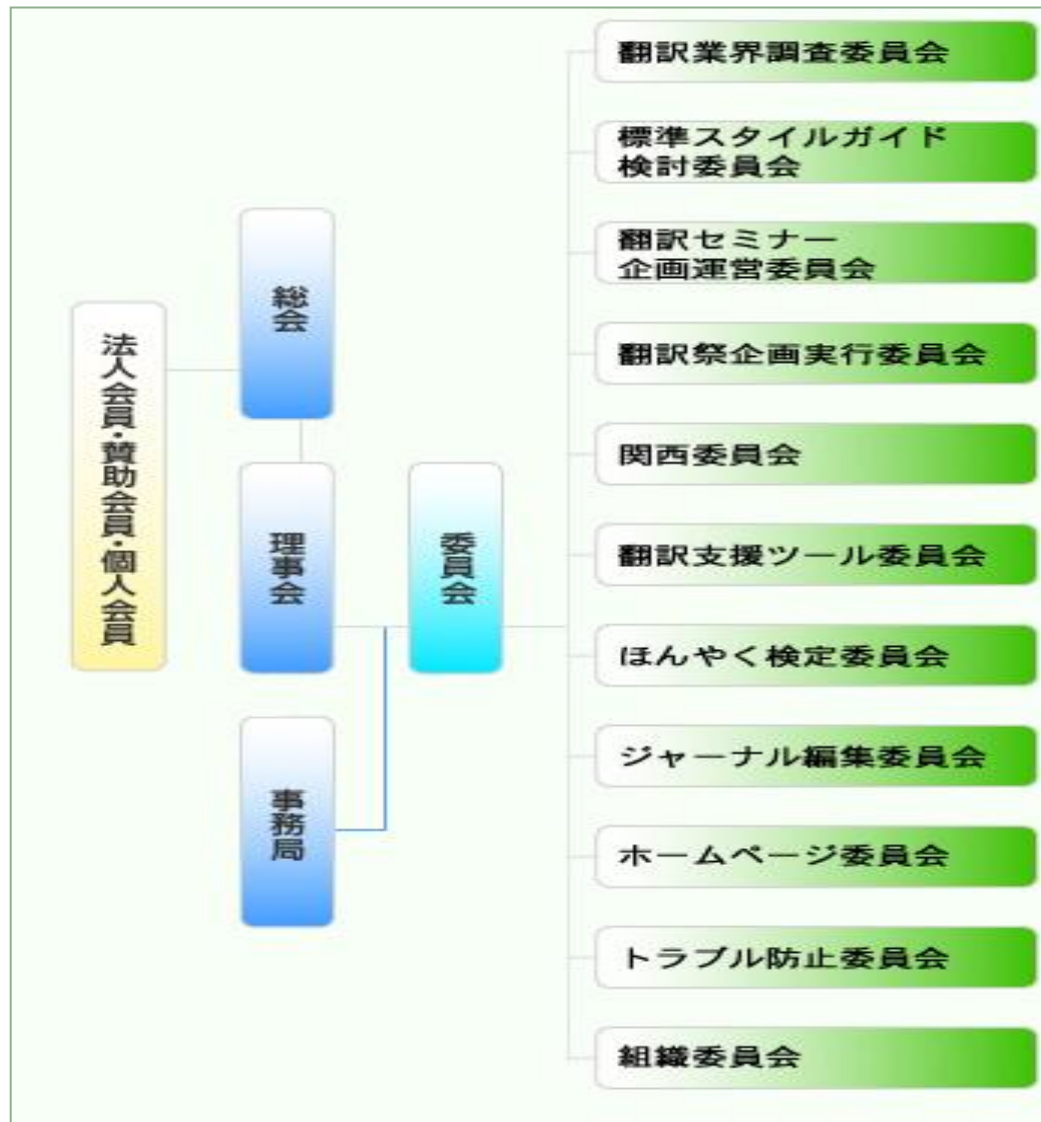 法人会員・賛助会員・個人会員
総会
理事会
事務局
委員会
翻訳業界調査委員会
標準スタイルガイド
検討委員会
翻訳セミナー
企画運営委員会
翻訳祭企画実行委員会
関西委員会
翻訳支援ツール委員会
ほんやく検定委員会
ジャーナル編集委員会
ホームページ委員会
トラブル防止委員会
組織委員会